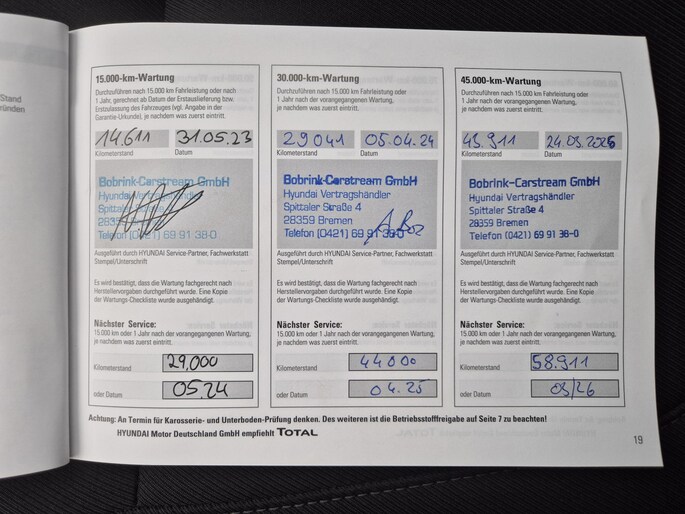 Stand
ründen
15.000-km-Wartung
Durchzuführen nach 15.000 km Fahrleistung oder nach
1 Jahr, gerechnet ab Datum der Erstauslieferung bzw.
Erstzulassung des Fahrzeuges (vgl. Angabe in der
Garantie-Urkunde), je nachdem was zuerst eintritt.
14.611 31.05.23
Kilometerstand Datum
Bobrink-Carstream GmbH
Hyundai Vertragshändler
Spittaler Straße 4
28359 Bremen
Telefon (0421) 69 91 38-0
Ausgeführt durch HYUNDAI Service-Partner, Fachwerkstatt
Stempel/Unterschrift
Es wird bestätigt, dass die Wartung fachgerecht nach
Herstellervorgaben durchgeführt wurde. Eine Kopie
der Wartungs-Checkliste wurde ausgehändigt.
Nächster Service:
15.000 km oder 1 Jahr nach der vorangegangenen Wartung,
je nachdem was zuerst eintritt.
Kilometerstand 29.000
oder Datum 05.24
30.000-km-Wartung
Durchzuführen nach 15.000 km Fahrleistung oder
1 Jahr nach der vorangegangenen Wartung,
je nachdem was zuerst eintritt.
29041 05.04.24
Kilometerstand Datum
Bobrink-Carstream GmbH
Hyundai Vertragshändler
Spittaler Straße 4
28359 Bremen
Telefon (0421) 69 91 38-0
Ausgeführt durch HYUNDAI Service-Partner, Fachwerkstatt
Stempel/Unterschrift
Es wird bestätigt, dass die Wartung fachgerecht nach
Herstellervorgaben durchgeführt wurde. Eine Kopie
der Wartungs-Checkliste wurde ausgehändigt.
Nächster Service:
15.000 km oder 1 Jahr nach der vorangegangenen Wartung,
je nachdem was zuerst eintritt.
Kilometerstand 44000
oder Datum 04.25
45.000-km-Wartung
Durchzuführen nach 15.000 km Fahrleistung oder
1 Jahr nach der vorangegangenen Wartung,
je nachdem was zuerst eintritt.
43.911
Kilometerstand Datum
Bobrink-Carstream GmbH
Hyundai Vertragshändler
Spittaler Straße 4
28359 Bremen
Telefon (0421) 69 91 38-0
Ausgeführt durch HYUNDAI Service-Partner, Fachwerkstatt
Stempel/Unterschrift
Es wird bestätigt, dass die Wartung fachgerecht nach
Herstellervorgaben durchgeführt wurde. Eine Kopie
der Wartungs-Checkliste wurde ausgehändigt.
Nächster Service:
15.000 km oder 1 Jahr nach der vorangegangenen Wartung,
je nachdem was zuerst eintritt.
Kilometerstand 58.911
oder Datum 03/26
Achtung: An Termin für Karosserie- und Unterboden-Prüfung denken. Des weiteren ist die Betriebsstofffreigabe auf Seite 7 zu beachten!
HYUNDAI Motor Deutschland GmbH empfiehlt TOTAL
19